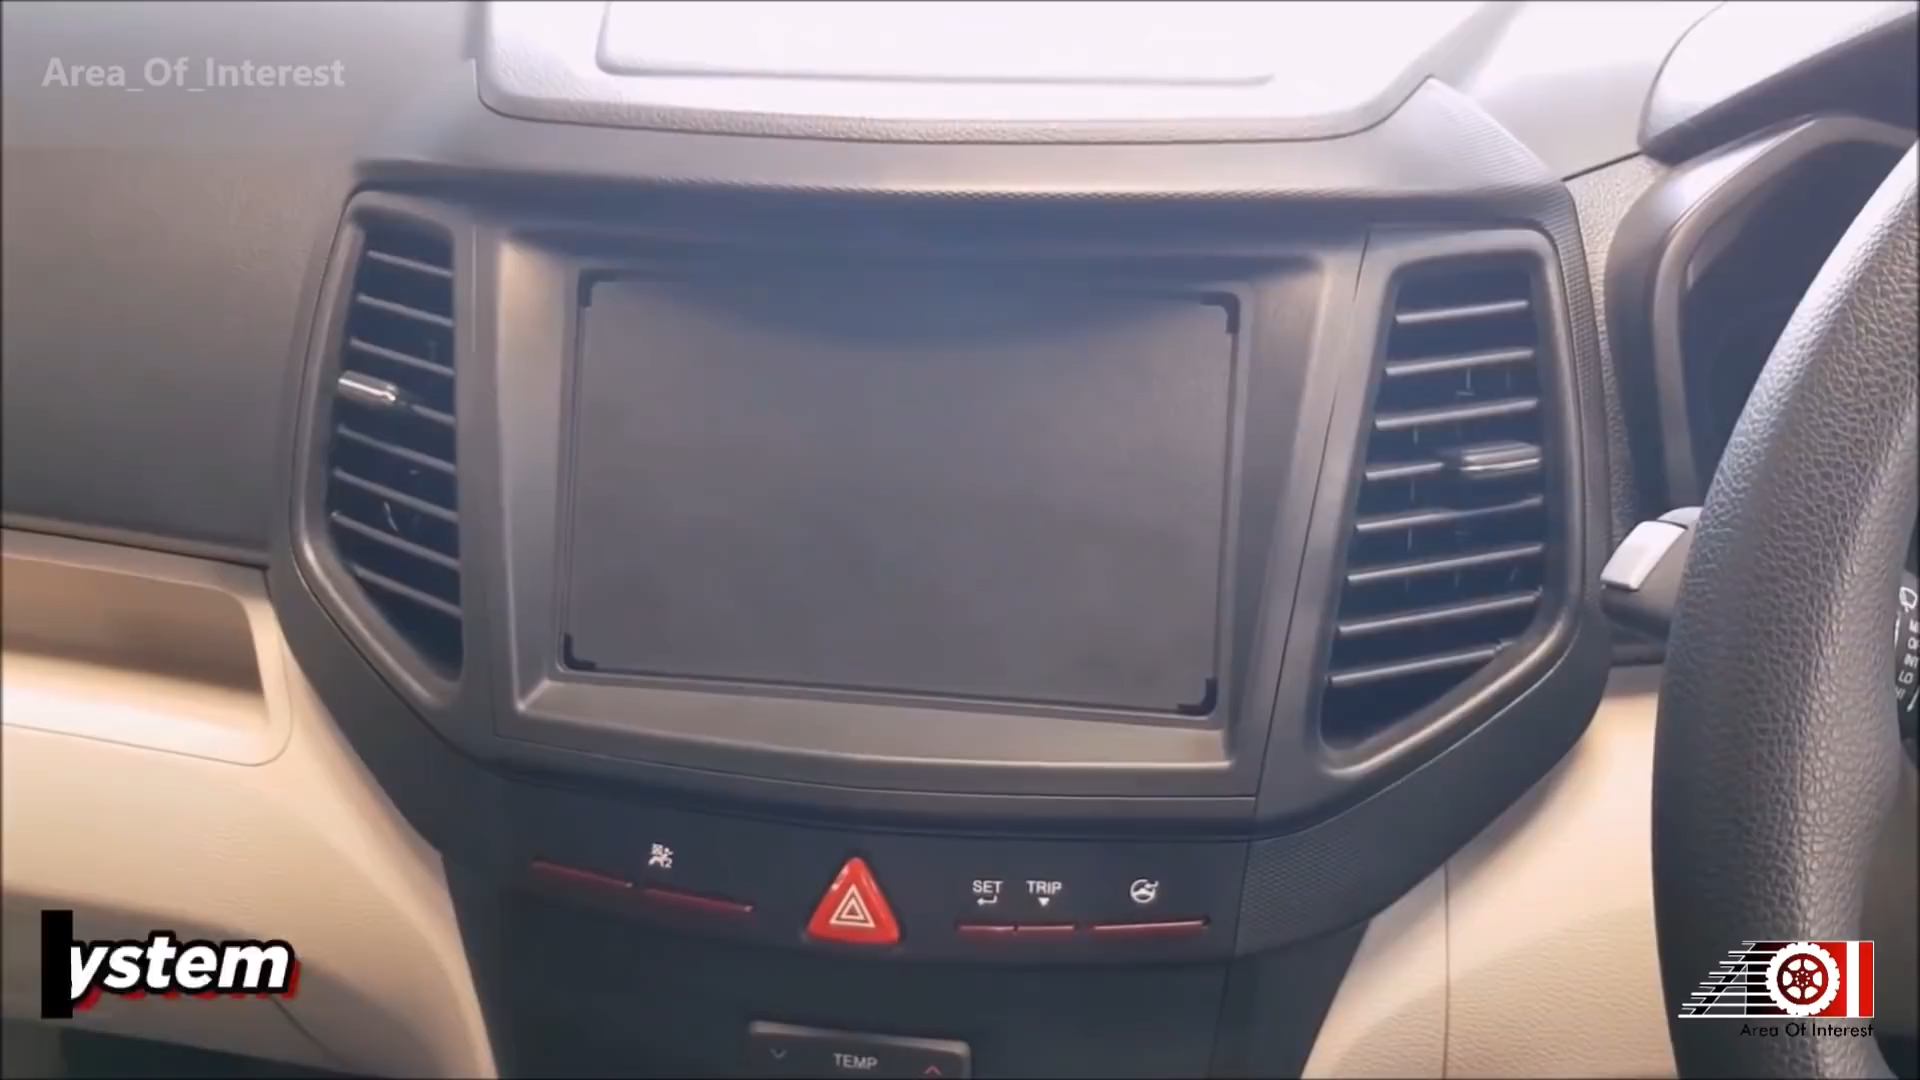 Area_Of_Interest
SET
TRIP
ystem
TEMP
Area Of Interest